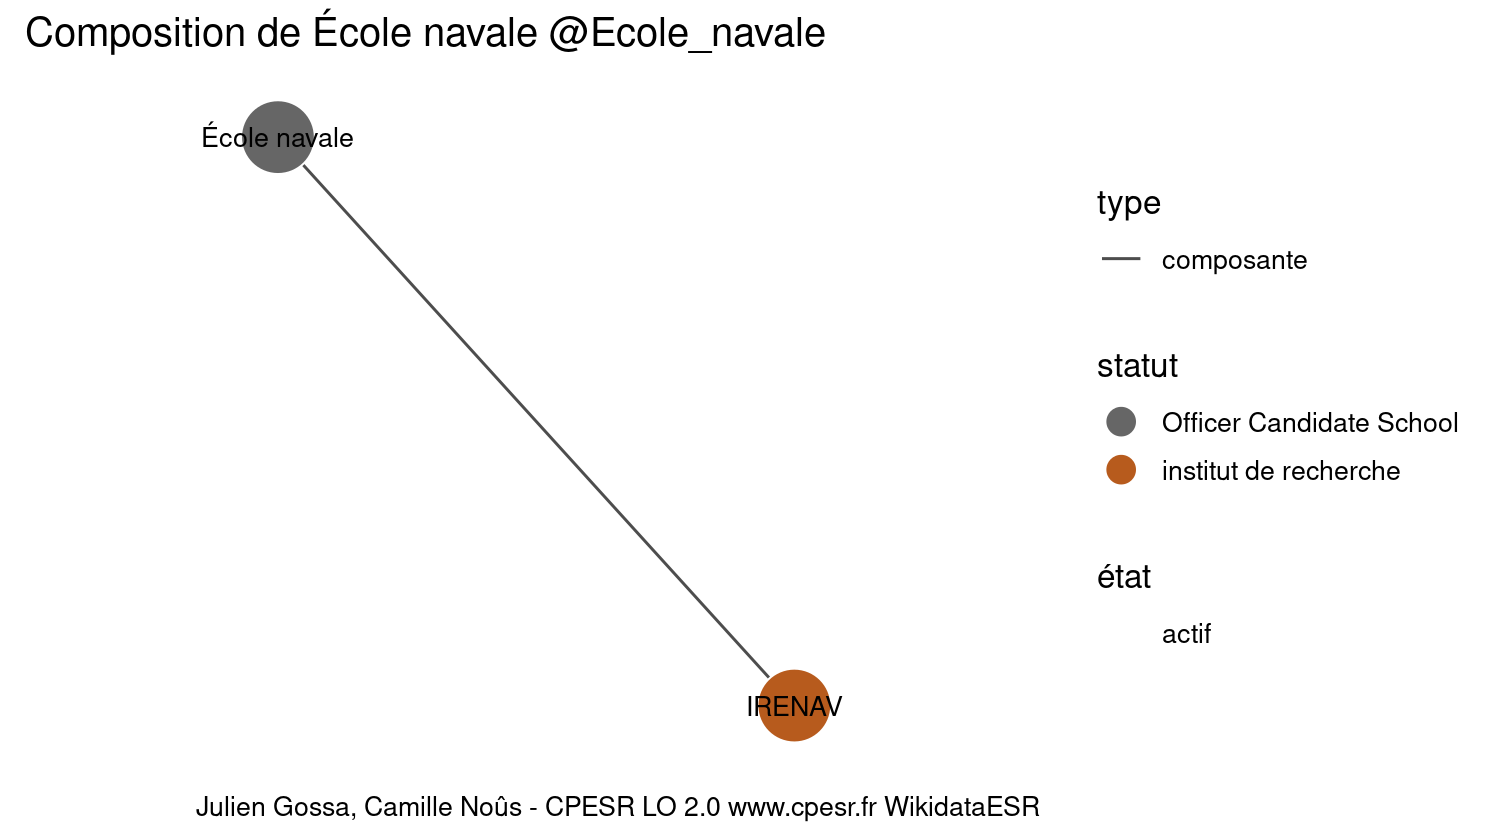 Composition de École navale @Ecole_navale
École navale
type
composante
statut
Officer Candidate School
institut de recherche
état
actif
IRENAV
Julien Gossa, Camille Noûs - CPESR LO 2.0 www.cpesr.fr WikidataESR